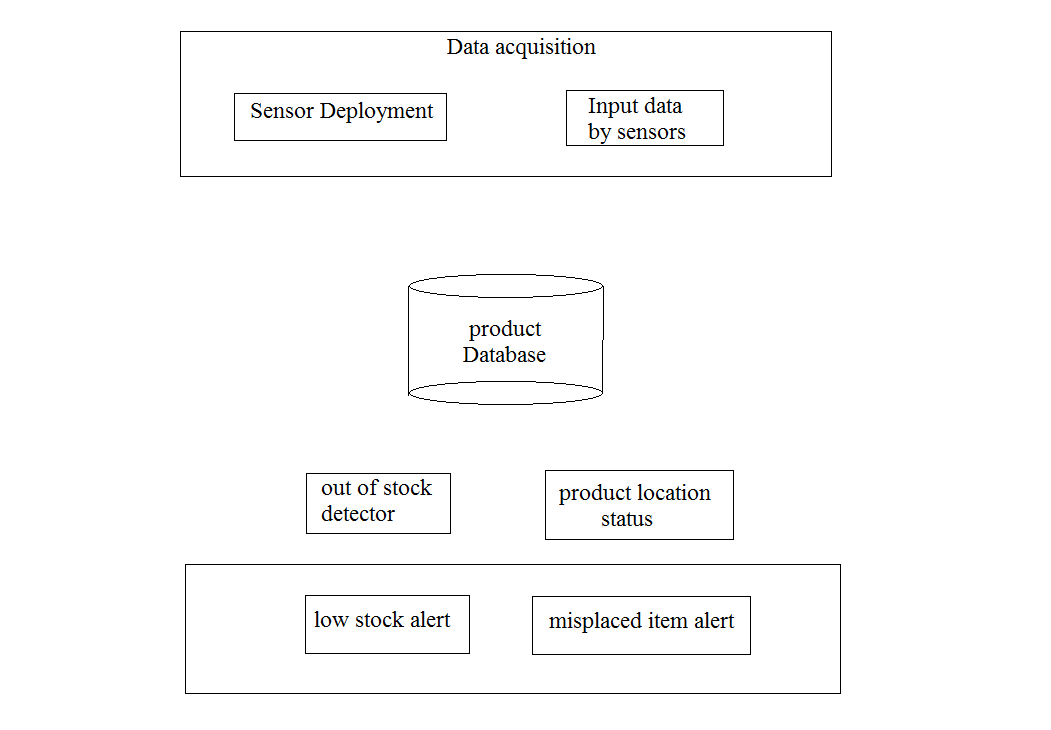 Data acquisition
Sensor Deployment
Input data
by sensors
product
Database
out of stock
detector
product location
status
low stock alert
misplaced item alert